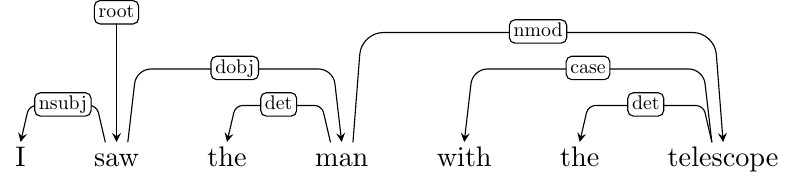 root
nmod
dobj
case
nsubj
det
det
I saw the man with the telescope